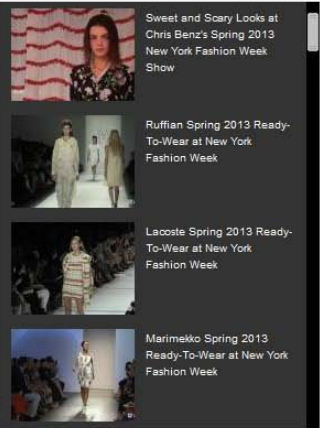 Sweet and Scary Looks at
Chris Benz's Spring 2013
New York Fashion Week
Show
Ruffian Spring 2013 Ready-
To-Wear at New York
Fashion Week
Lacoste Spring 2013 Ready-
To-Wear at New York
Fashion Week
Marimekko Spring 2013
Ready-To-Wear at New York
Fashion Week